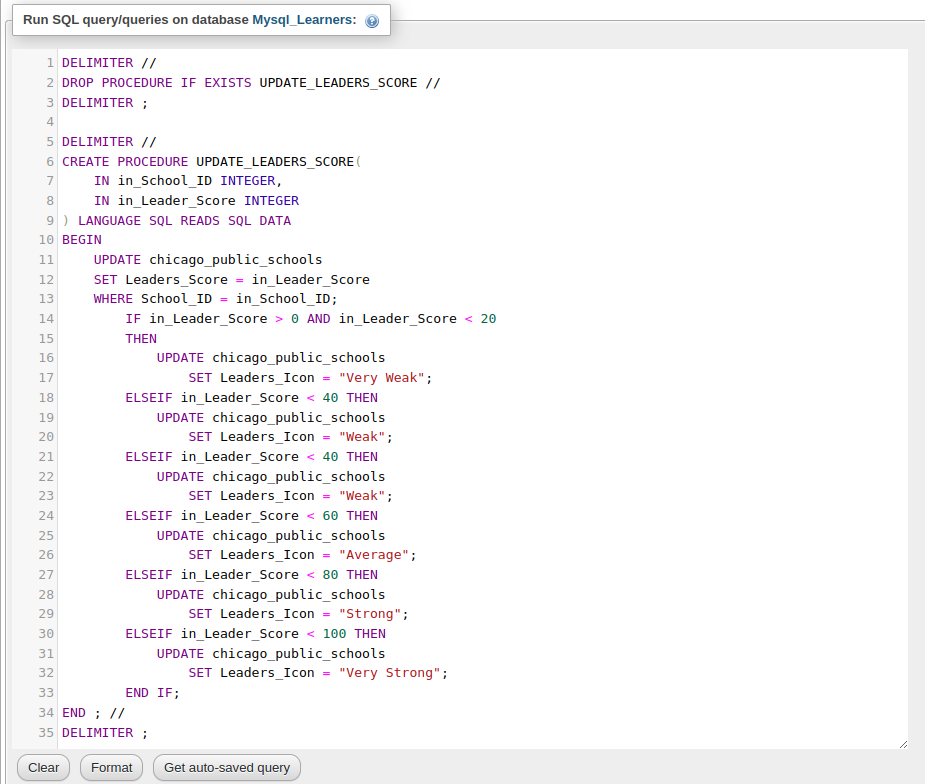 Run SQL query/queries on database Mysql_Learners:
1 DELIMITER //
2 DROP PROCEDURE IF EXISTS UPDATE_LEADERS_SCORE //
3 DELIMITER ;
4
5 DELIMITER //
6 CREATE PROCEDURE UPDATE_LEADERS_SCORE(
7     IN in_School_ID INTEGER,
8     IN in_Leader_Score INTEGER
9 ) LANGUAGE SQL READS SQL DATA
10 BEGIN
11     UPDATE chicago_public_schools
12     SET Leaders_Score = in_Leader_Score
13     WHERE School_ID = in_School_ID;
14         IF in_Leader_Score > 0 AND in_Leader_Score < 20
15         THEN
16             UPDATE chicago_public_schools
17                 SET Leaders_Icon = "Very Weak";
18         ELSEIF in_Leader_Score < 40 THEN
19             UPDATE chicago_public_schools
20                 SET Leaders_Icon = "Weak";
21         ELSEIF in_Leader_Score < 40 THEN
22             UPDATE chicago_public_schools
23                 SET Leaders_Icon = "Weak";
24         ELSEIF in_Leader_Score < 60 THEN
25             UPDATE chicago_public_schools
26                 SET Leaders_Icon = "Average";
27         ELSEIF in_Leader_Score < 80 THEN
28             UPDATE chicago_public_schools
29                 SET Leaders_Icon = "Strong";
30         ELSEIF in_Leader_Score < 100 THEN
31             UPDATE chicago_public_schools
32                 SET Leaders_Icon = "Very Strong";
33         END IF;
34 END ; //
35 DELIMITER ;
Clear Format Get auto-saved query